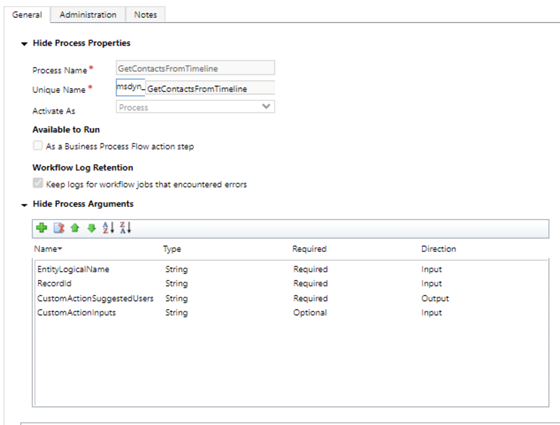 General Administration Notes
Hide Process Properties
Process Name * GetContactsFromTimeline
Unique Name * msdyn_ GetContactsFromTimeline
Activate As Process
Available to Run
As a Business Process Flow action step
Workflow Log Retention
Keep logs for workflow jobs that encountered errors
Hide Process Arguments
Name Type Required Direction
EntityLogicalName String Required Input
RecordId String Required Input
CustomActionSuggestedUsers String Required Output
CustomActionInputs String Optional Input